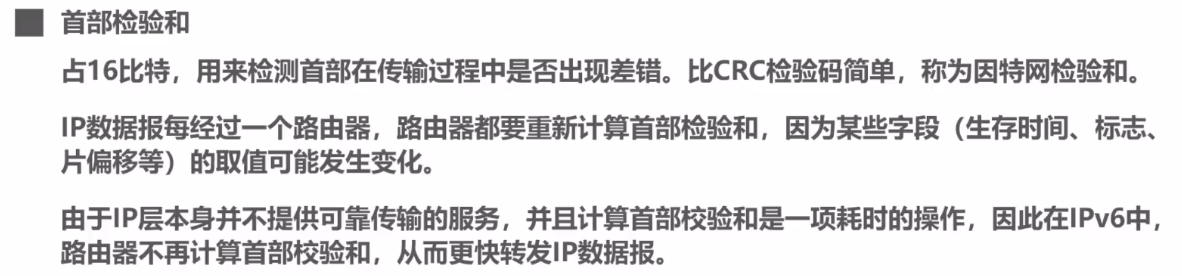 首部检验和
占16比特，用来检测首部在传输过程中是否出现差错。比CRC检验码简单，称为因特网检验和。
IP数据报每经过一个路由器，路由器都要重新计算首部检验和，因为某些字段（生存时间、标志、
片偏移等）的取值可能发生变化。
由于IP层本身并不提供可靠传输的服务，并且计算首部校验和是一项耗时的操作，因此在IPv6中，
路由器不再计算首部校验和，从而更快转发IP数据报。